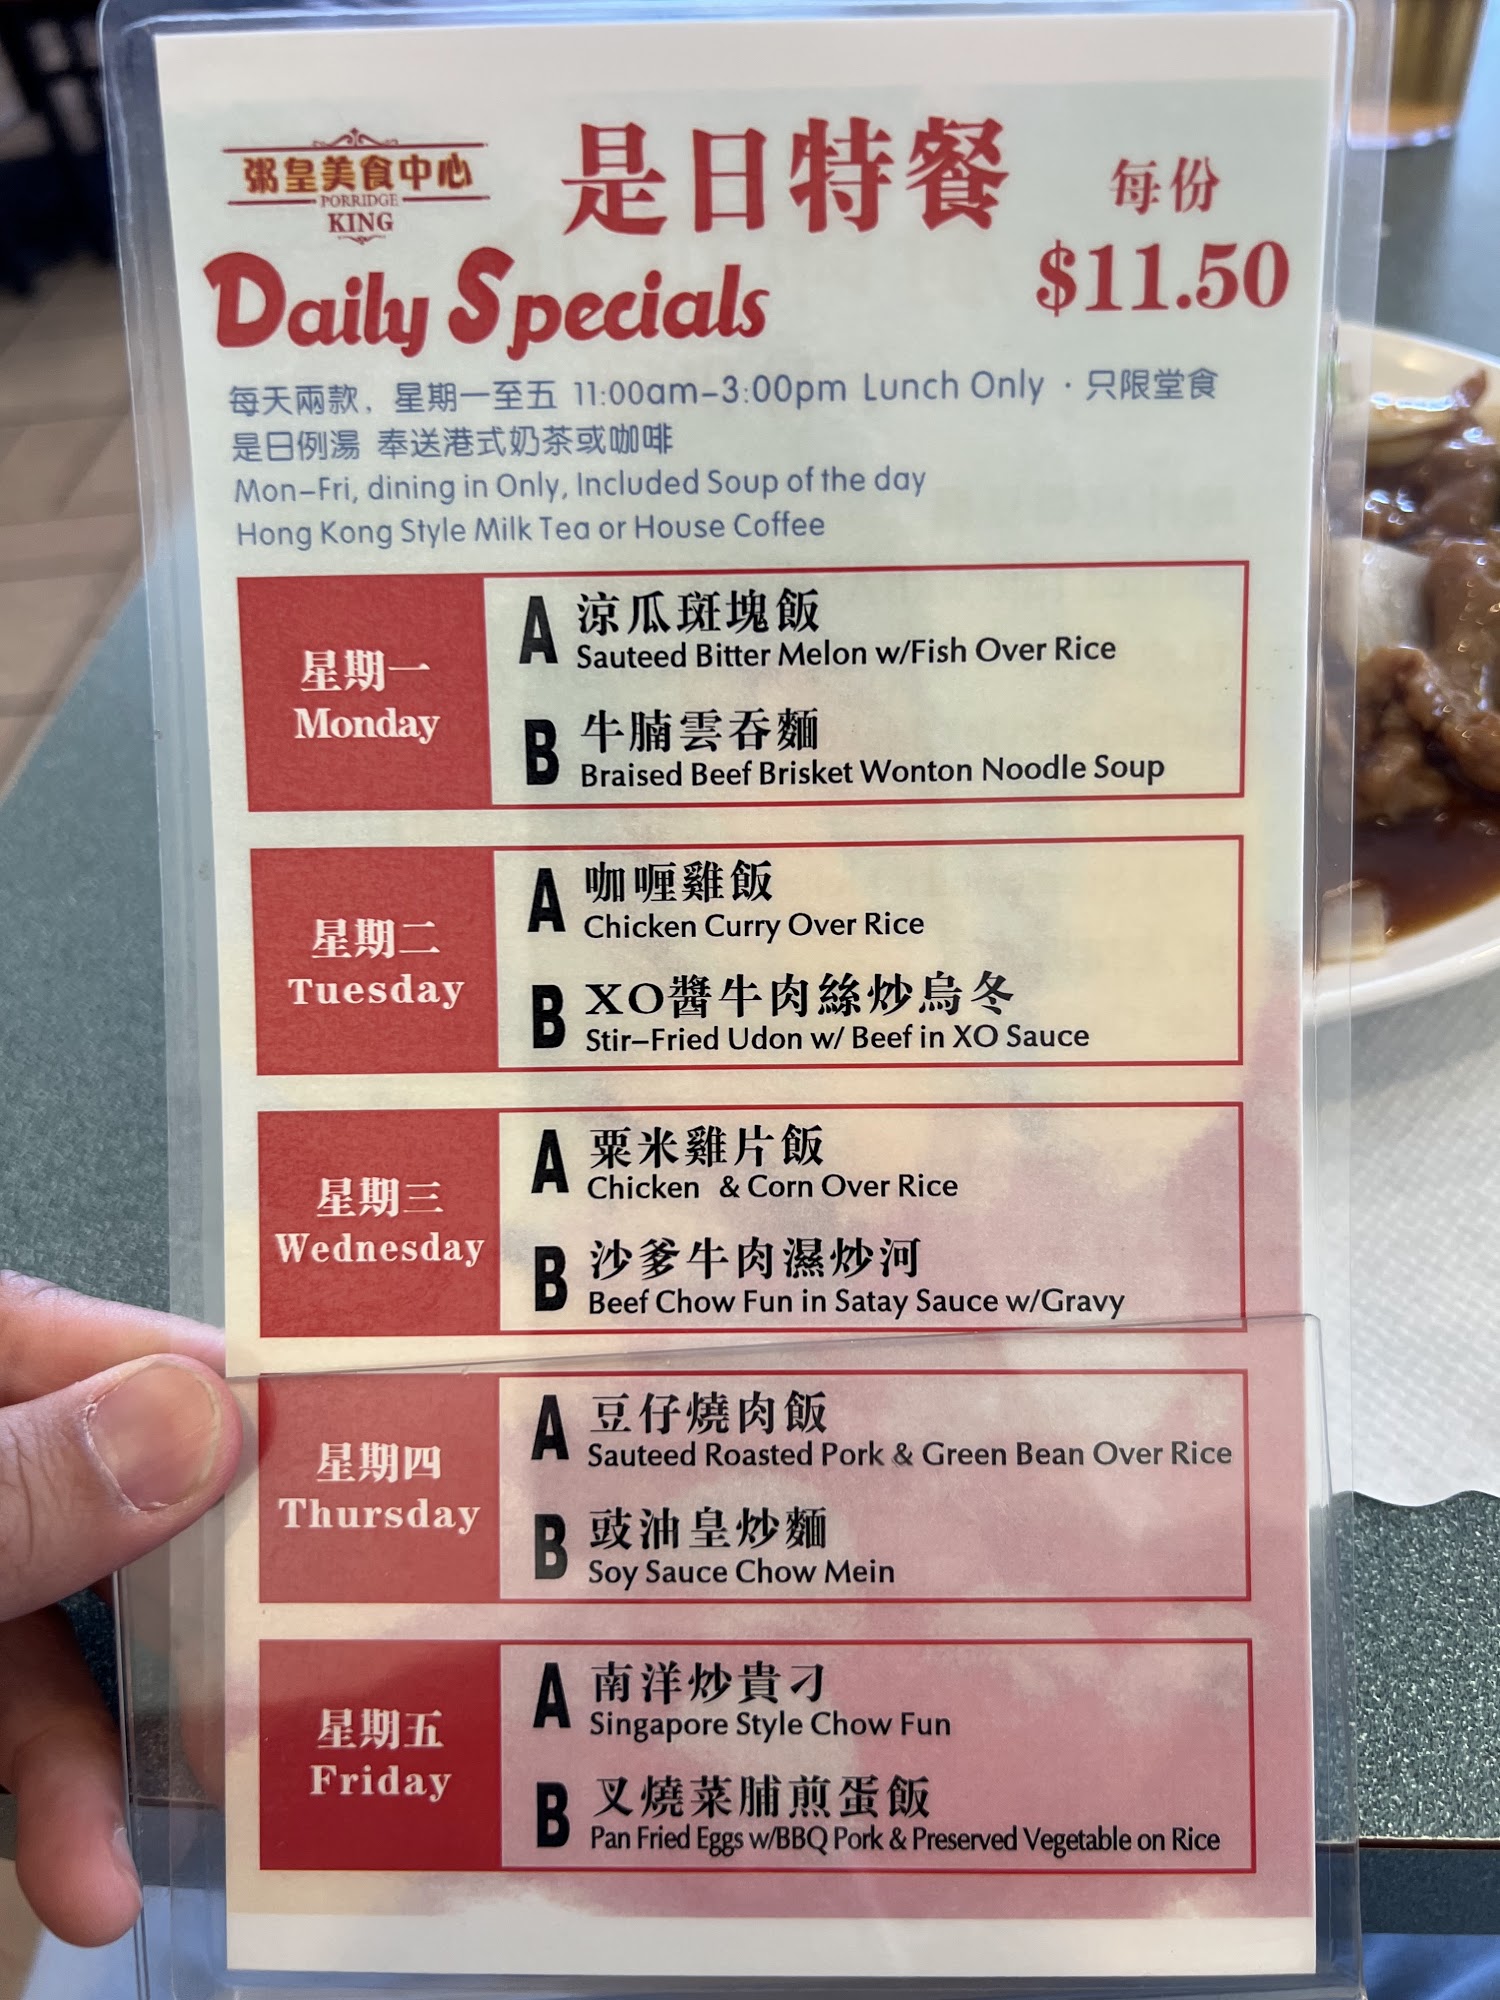 粥皇美食中心
PORRIDGE
KING
是日特餐
每份
$11.50
Daily Specials
每天兩款，星期一至五 11:00am-3:00pm Lunch Only · 只限堂食
是日例湯 奉送港式奶茶或咖啡
Mon-Fri, dining in Only, Included Soup of the day
Hong Kong Style Milk Tea or House Coffee
星期一
Monday
A 涼瓜斑塊飯
Sauteed Bitter Melon w/Fish Over Rice
B 牛腩雲吞麵
Braised Beef Brisket Wonton Noodle Soup
星期二
Tuesday
A 咖喱雞飯
Chicken Curry Over Rice
B XO醬牛肉絲炒烏冬
Stir-Fried Udon w/ Beef in XO Sauce
星期三
Wednesday
A 粟米雞片飯
Chicken & Corn Over Rice
B 沙爹牛肉濕炒河
Beef Chow Fun in Satay Sauce w/Gravy
星期四
Thursday
A 豆仔燒肉飯
Sauteed Roasted Pork & Green Bean Over Rice
B 豉油皇炒麵
Soy Sauce Chow Mein
星期五
Friday
A 南洋炒貴刁
Singapore Style Chow Fun
B 叉燒菜脯煎蛋飯
Pan Fried Eggs w/BBQ Pork & Preserved Vegetable on Rice